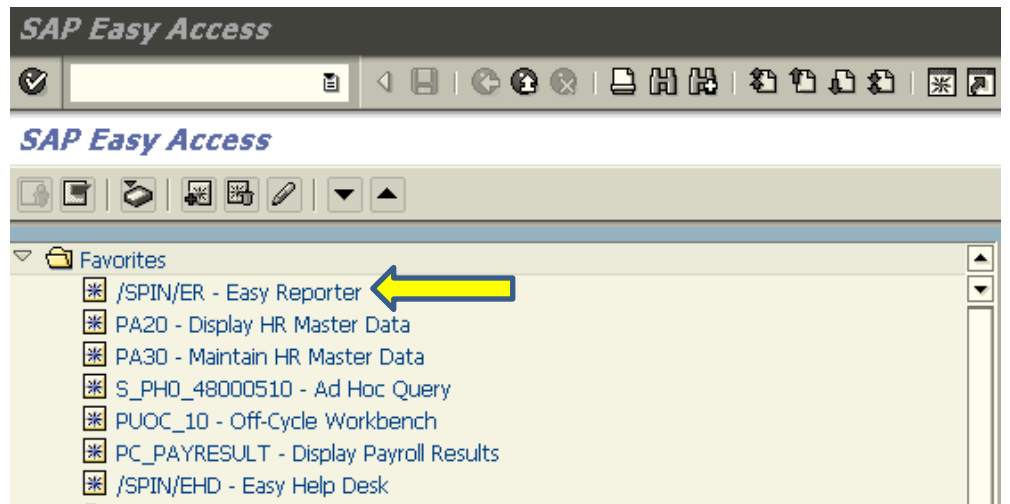 SAP Easy Access
SAP Easy Access
Favorites
/SPIN/ER - Easy Reporter
PA20 - Display HR Master Data
PA30 - Maintain HR Master Data
S_PH0_48000510 - Ad Hoc Query
PUOC_10 - Off-Cycle Workbench
PC_PAYRESULT - Display Payroll Results
/SPIN/EHD - Easy Help Desk